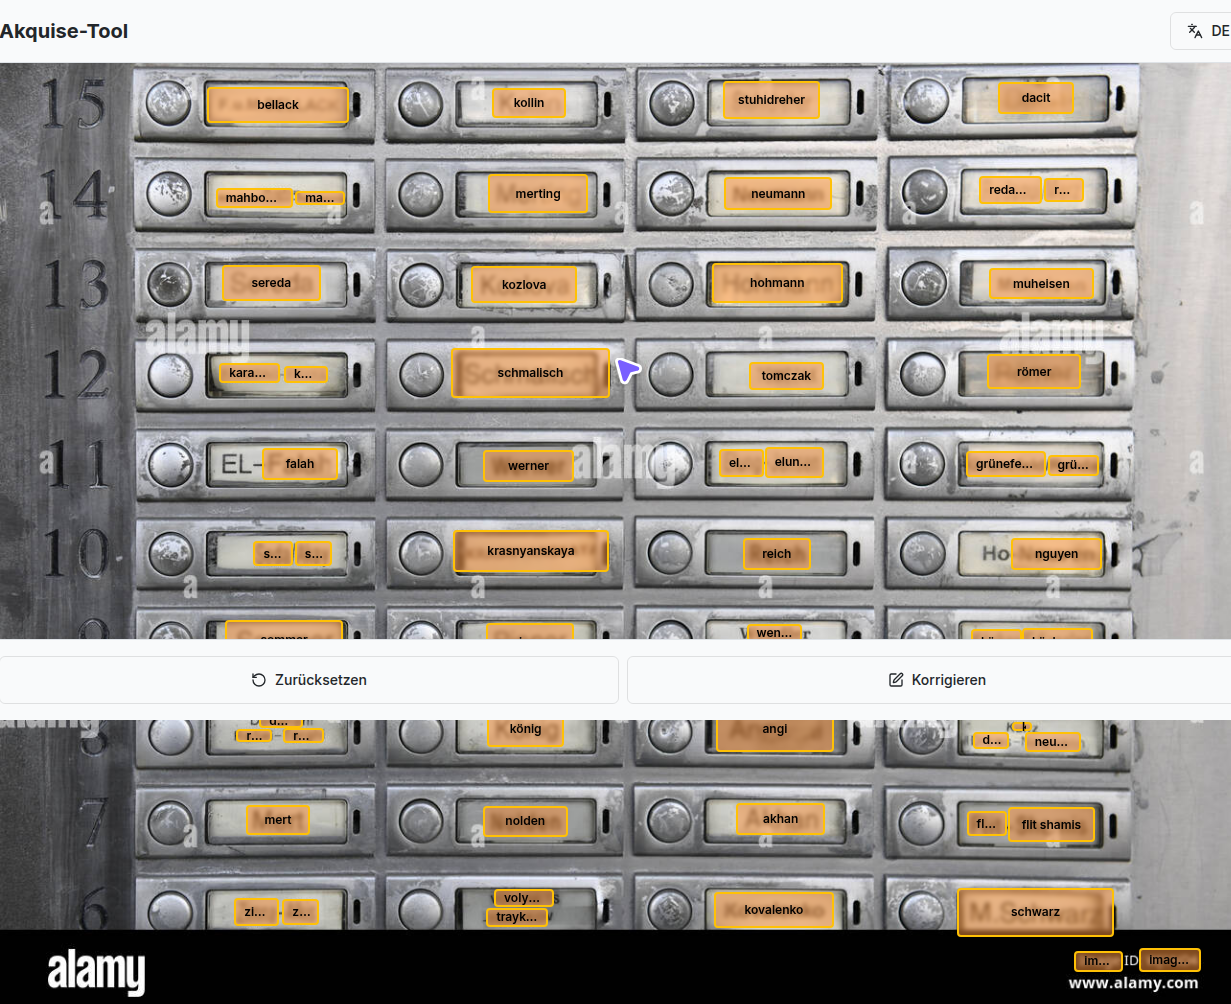 Akquise-Tool DE
15 bellack kollin stuhidreher dacit
14 mahbo... ma... merting neumann reda... r...
13 sereda kozlova hohmann muheisen
12 kara... k... schmalisch tomczak römer
11 EL- falah werner el... elun... grünefe... grü...
10 s... s... krasnyanskaya reich Ho nguyen
9 wen...
Zurücksetzen Korrigieren
8 d... könig angi k
r... – r... d... neu...
7 mert nolden akhan fl... flit shamis
6 zi... z... voly... kovalenko schwarz
trayk...
alamy im... ID imag...
www.alamy.com